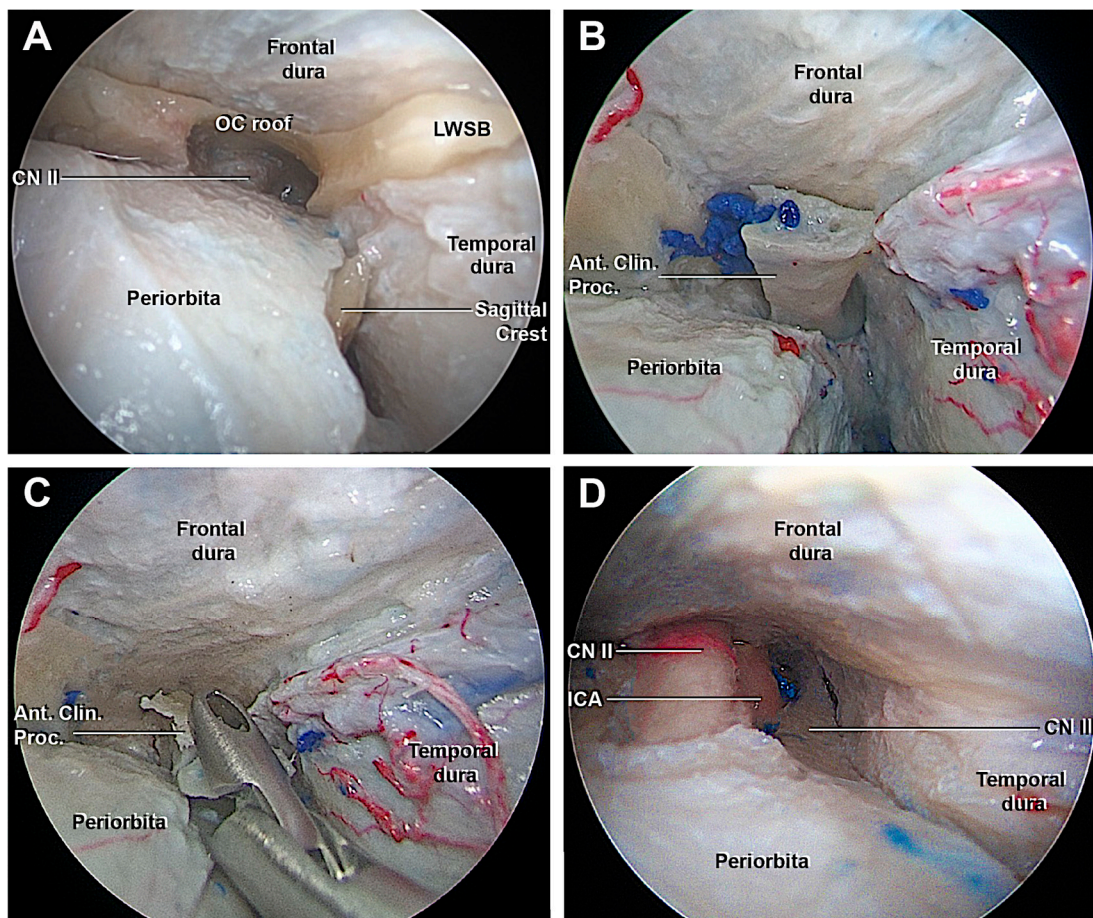 A
Frontal
dura
OC roof
LWSB
CN II
Temporal
dura
Periorbita
Sagittal
Crest
B
Frontal
dura
Ant. Clin.
Proc.
Periorbita
Temporal
dura
C
Frontal
dura
Ant. Clin.
Proc.
Temporal
dura
Periorbita
D
Frontal
dura
CN II
ICA
CN III
Temporal
dura
Periorbita